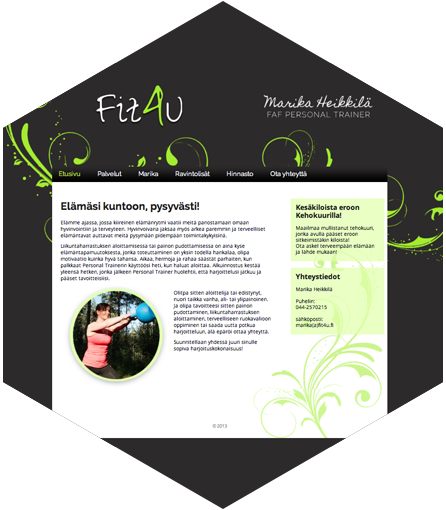 Fit4U
Marika Heikkilä
FAF PERSONAL TRAINER
Etusivu Palvelut Marika Ravintolisät Hinnasto Ota yhteyttä
Elämäsi kuntoon, pysyvästi!
Elämme ajassa, jossa kiireinen elämänrytmi vaatii meitä panostamaan omaan
hyvinvointiin ja terveyteen. Hyvinvoivana jaksaa myös arkea paremmin ja terveelliset
elämäntavat auttavat meitä pysymään pidempään toimintakykyisinä.
Liikuntaharrastuksen aloittamisessa tai painon pudottamisessa on aina kyse
elämäntapamuutoksesta, jonka toteuttaminen on yksin todella hankalaa, olipa
motivaatio kuinka hyvä tahansa. Aikaa, hermoja ja rahaa säästät parhaiten, kun
palkkaat Personal Trainerin käyttöösi heti, kun haluat aloittaa. Alkuinnostus kestää
yleensä hetken, jonka jälkeen Personal Trainer huolehtii, että harjoittelusi jatkuu ja
pääset tavoitteisiisi.
Olitpa sitten aloittelija tai edistynyt,
nuori taikka vanha, ali- tai ylipainoinen.
Ja olipa tavoitteesi sitten painon
pudottaminen, liikuntaharrastuksen
aloittaminen, terveelliseen ruokavalioon
oppiminen tai saada uutta potkua
harjoitteluun, älä epäröi ottaa yhteyttä.
Suunnitellaan yhdessä juuri sinulle
sopiva harjoituskokonaisuus!
Kesäkiloista eroon
Kehokuurilla!
Maailmaa mullistanut tehokuuri,
jonka avulla pääset eroon
sitkeimmistäkin kiloista!
Ota askel terveempään elämään
ja lähde mukaan!
Yhteystiedot
Marika Heikkilä
Puhelin:
044-2570215
sähköposti:
marika(a)fit4u.fi
© 2013